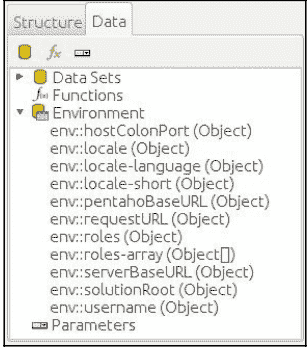 Structure Data
fx
Data Sets
f(x) Functions
Environment
env::hostColonPort (Object)
env::locale (Object)
env::locale-language (Object)
env::locale-short (Object)
env::pentahoBaseURL (Object)
env::requestURL (Object)
env::roles (Object)
env::roles-array (Object[])
env::serverBaseURL (Object)
env::solutionRoot (Object)
env::username (Object)
Parameters